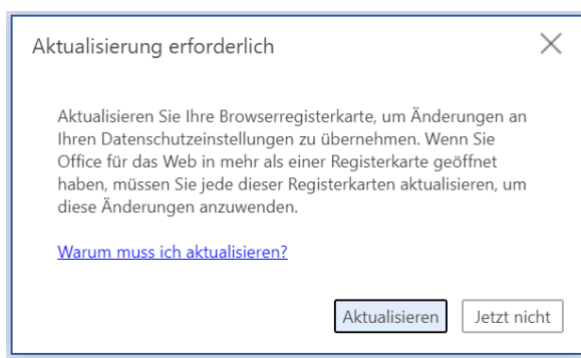 Aktualisierung erforderlich
Aktualisieren Sie Ihre Browserregisterkarte, um Änderungen an
Ihren Datenschutzeinstellungen zu übernehmen. Wenn Sie
Office für das Web in mehr als einer Registerkarte geöffnet
haben, müssen Sie jede dieser Registerkarten aktualisieren, um
diese Änderungen anzuwenden.
Warum muss ich aktualisieren?
Aktualisieren
Jetzt nicht